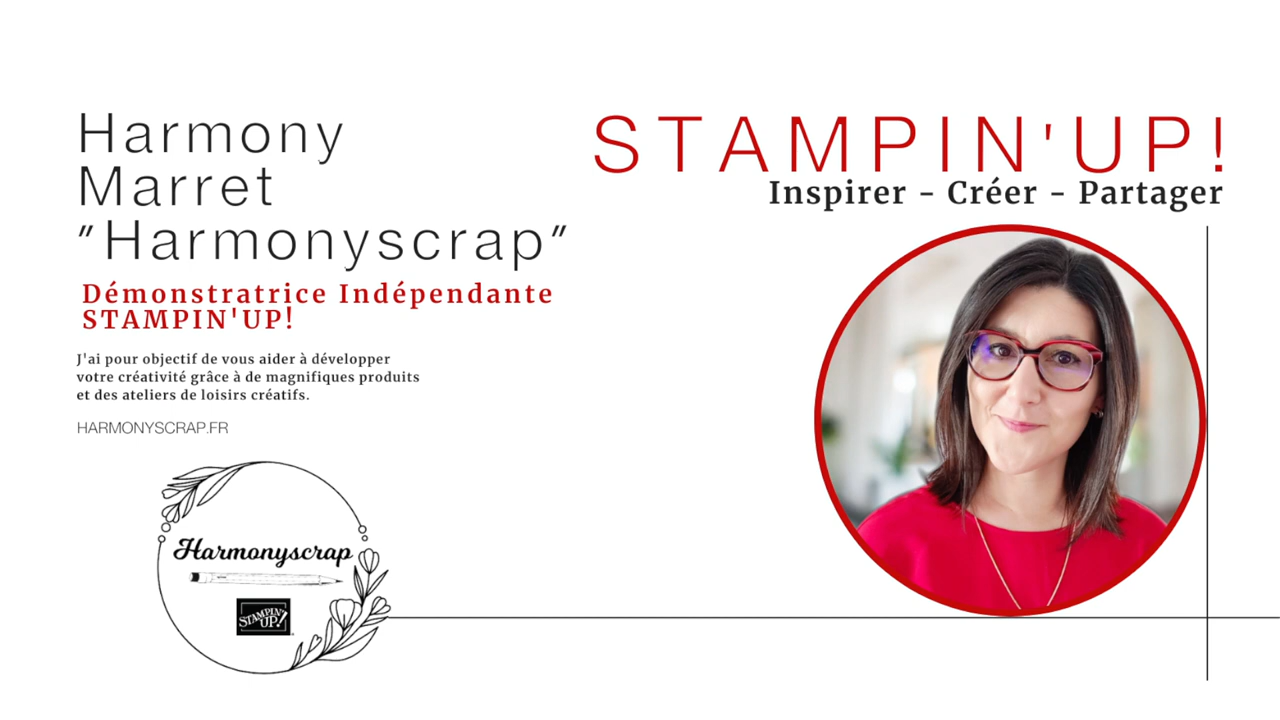 Harmony
Marret
"Harmonyscrap"
Démonstratrice Indépendante
STAMPIN'UP!
J'ai pour objectif de vous aider à développer
votre créativité grâce à de magnifiques produits
et des ateliers de loisirs créatifs.
HARMONYSCRAP.FR
Harmonyscrap
STAMPIN'
UP!
STAMPIN'UP!
Inspirer - Créer - Partager